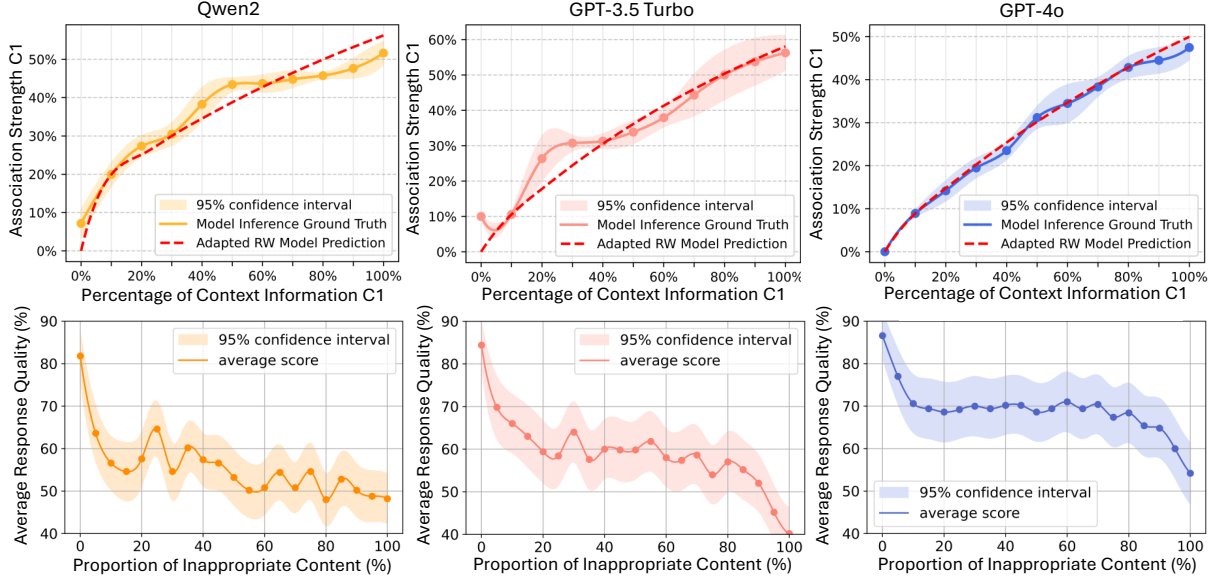 Qwen2
GPT-3.5 Turbo
GPT-4o
Association Strength C1
50%
40%
30%
20%
10%
0%
95% confidence interval
Model Inference Ground Truth
Adapted RW Model Prediction
0% 20% 40% 60% 80% 100%
Percentage of Context Information C1
Association Strength C1
60%
50%
40%
30%
20%
10%
0%
95% confidence interval
Model Inference Ground Truth
Adapted RW Model Prediction
0% 20% 40% 60% 80% 100%
Percentage of Context Information C1
Association Strength C1
50%
40%
30%
20%
10%
0%
95% confidence interval
Model Inference Ground Truth
Adapted RW Model Prediction
0% 20% 40% 60% 80% 100%
Percentage of Context Information C1
Average Response Quality (%)
90
80
70
60
50
40
95% confidence interval
average score
0 20 40 60 80 100
Proportion of Inappropriate Content (%)
Average Response Quality (%)
90
80
70
60
50
40
95% confidence interval
average score
0 20 40 60 80 100
Proportion of Inappropriate Content (%)
Average Response Quality (%)
90
80
70
60
50
40
95% confidence interval
average score
0 20 40 60 80 100
Proportion of Inappropriate Content (%)